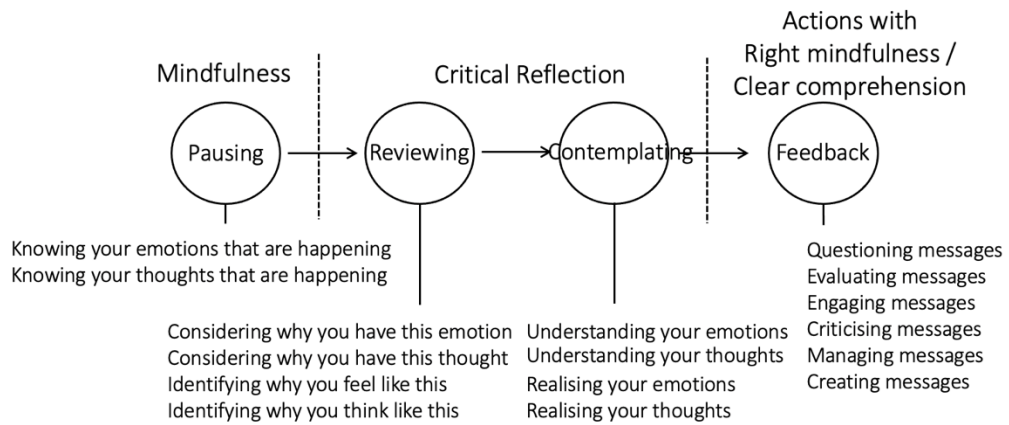 Mindfulness
Critical Reflection
Actions with
Right mindfulness /
Clear comprehension
Pausing
Reviewing
Contemplating
Feedback
Knowing your emotions that are happening
Knowing your thoughts that are happening
Considering why you have this emotion
Considering why you have this thought
Identifying why you feel like this
Identifying why you think like this
Understanding your emotions
Understanding your thoughts
Realising your emotions
Realising your thoughts
Questioning messages
Evaluating messages
Engaging messages
Criticising messages
Managing messages
Creating messages